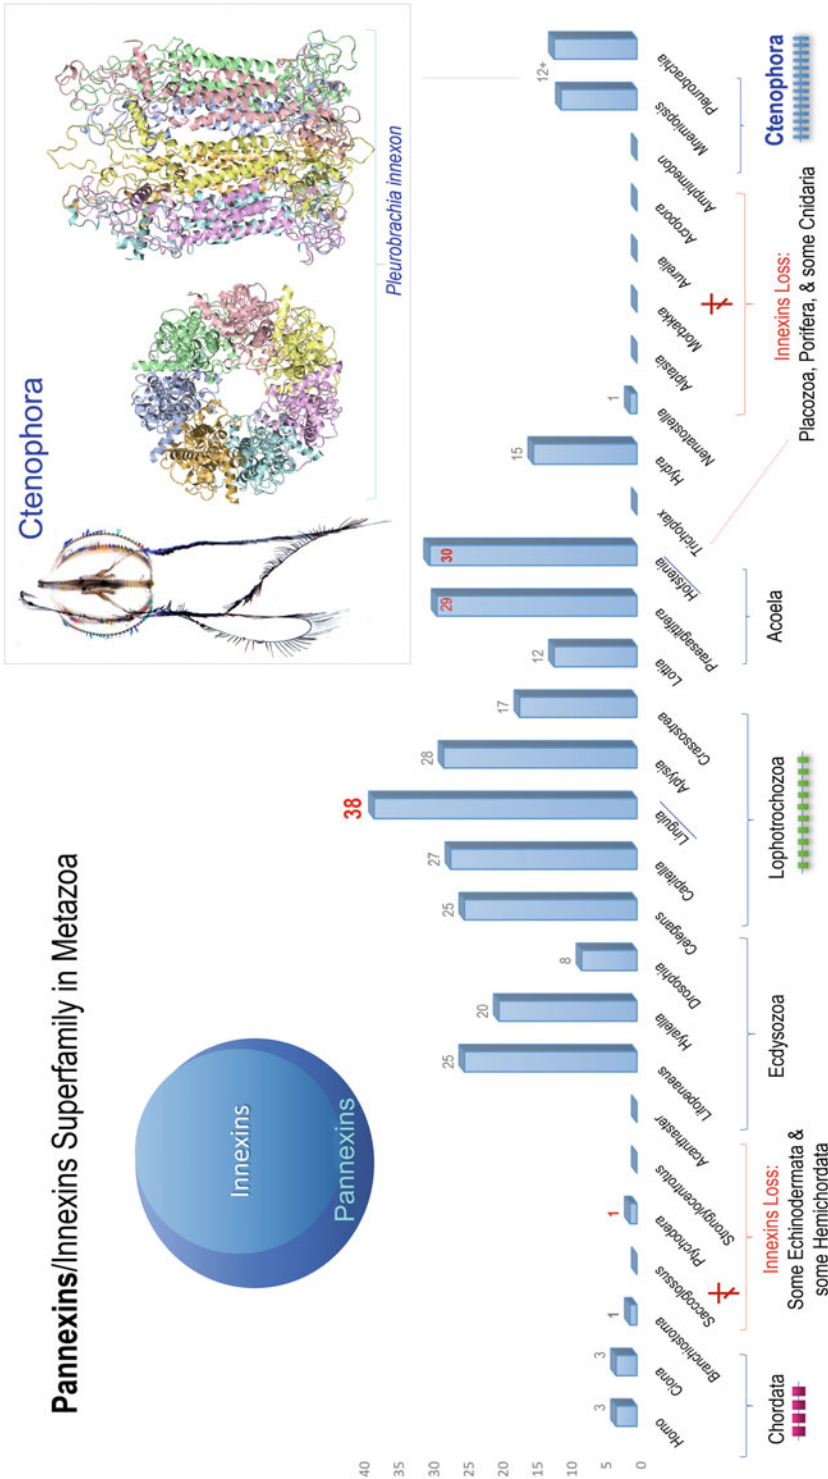 Pannexins/Innexins Superfamily in Metazoa
Innexins
Pannexins
Ctenophora
Pleurobrachia innexon
40
35
30
25
20
15
10
5
0
3
3
1
1
25
20
8
25
27
38
28
17
12
29
30
15
1
12+
Homo
Ciona
Branchiostoma
Saccoglossus
Ptychodera
Strongylocentrotus
Acanthaster
Litopenaeus
Hyalella
Drosophia
Celegans
Capitella
Lingula
Aplysia
Crassostrea
Lottia
Praesagittifera
Hofstenia
Trichoplax
Hydra
Nematostella
Aiptasia
Morbakka
Aurelia
Acropora
Amphimedon
Mnemiopsis
Pleurobrachia
Chordata
Innexins Loss:
Some Echinodermata &
some Hemichordata
Ecdysozoa
Lophotrochozoa
Acoela
Innexins Loss:
Placozoa, Porifera, & some Cnidaria
Ctenophora